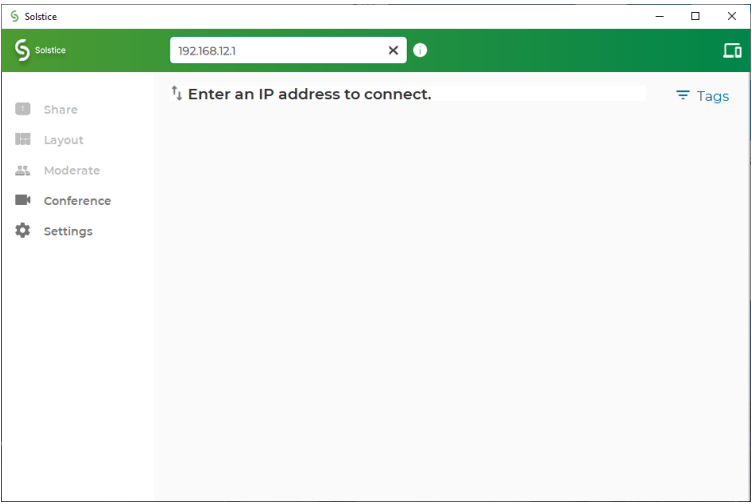 Solstice
Solstice
192.168.12.1
Enter an IP address to connect.
Tags
Share
Layout
Moderate
Conference
Settings